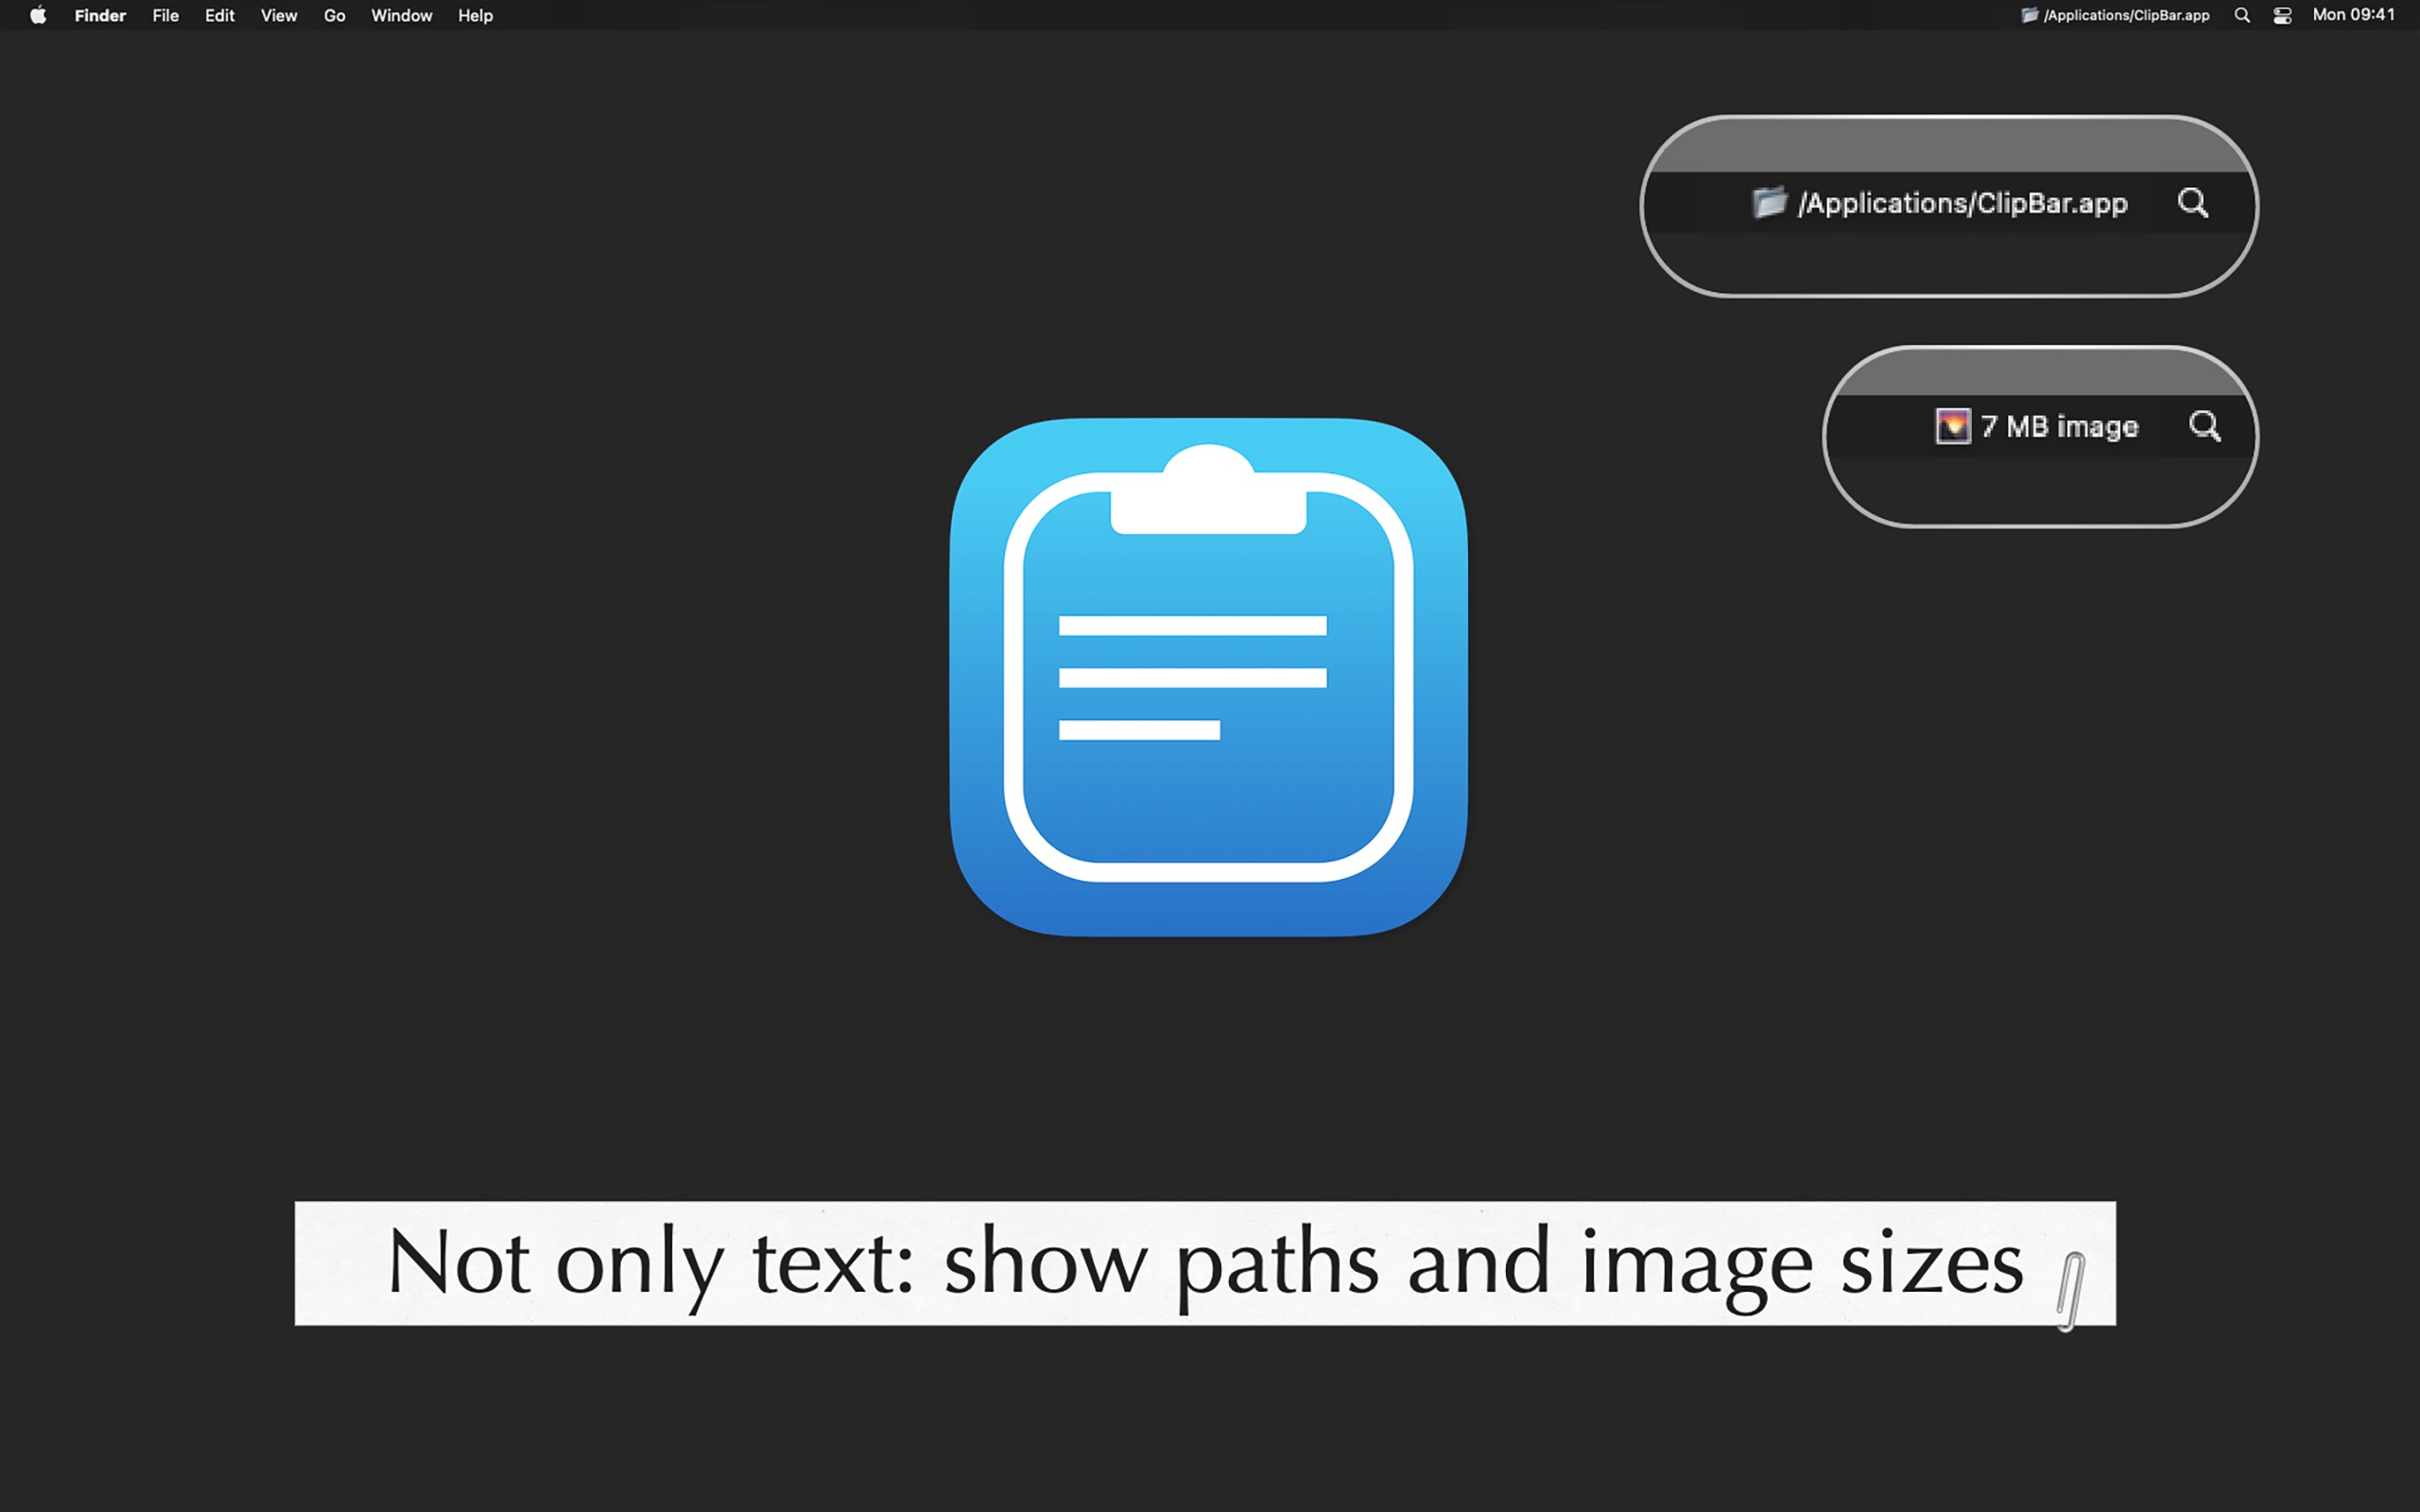 Finder File Edit View Go Window Help /Applications/ClipBar.app Mon 09:41
/Applications/ClipBar.app
7 MB image
Not only text: show paths and image sizes